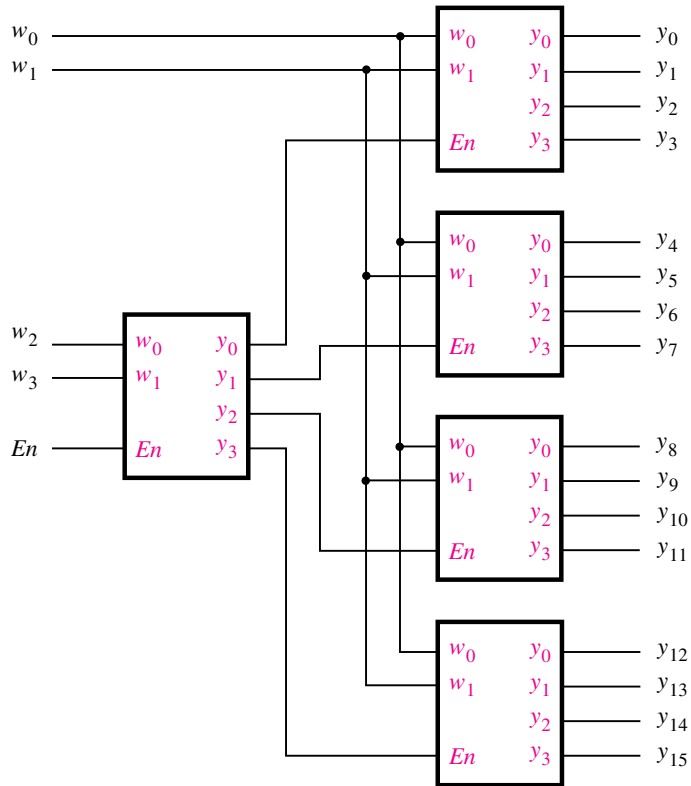 w0 w0 y0 y0
w1 w1 y1 y1
y2 y2
En y3 y3
w0 y0 y4
w1 y1 y5
y2 y6
En y3 y7
w2 w0 y0
w3 w1 y1
y2
En En y3
w0 y0 y8
w1 y1 y9
y2 y10
En y3 y11
w0 y0 y12
w1 y1 y13
y2 y14
En y3 y15